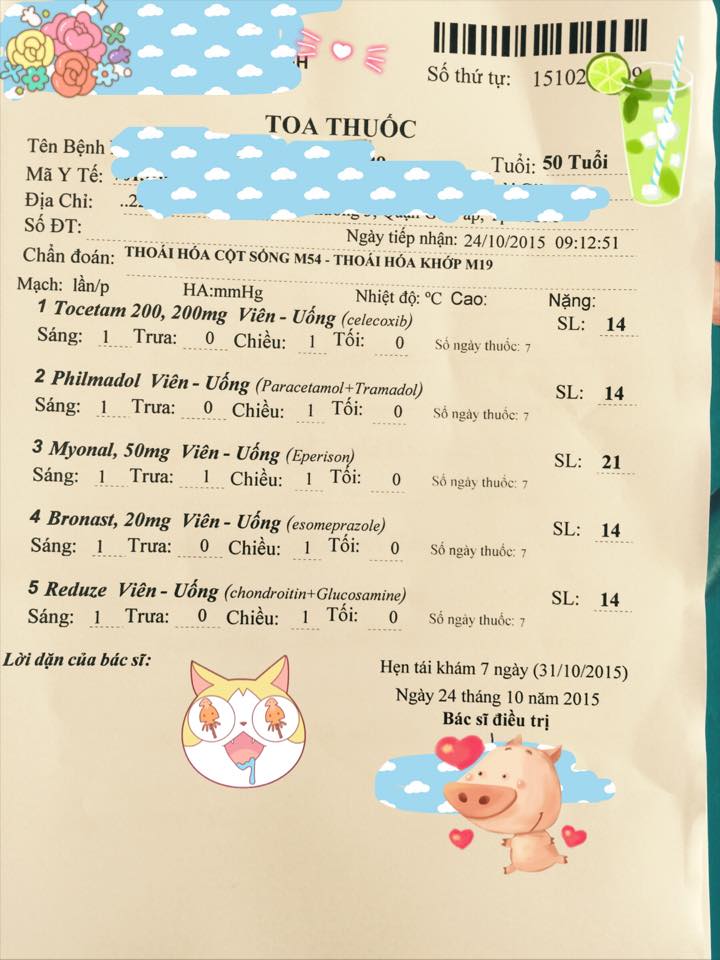 Số thứ tự: 15102
TOA THUỐC
Tên Bệnh
Tuổi: 50 Tuổi
Mã Y Tế:
Địa Chỉ: ..2
Số ĐT:
Ngày tiếp nhận: 24/10/2015 09:12:51
Chẩn đoán: THOÁI HÓA CỘT SỐNG M54 - THOÁI HÓA KHỚP M19
Mạch: lần/p HA:mmHg Nhiệt độ: ºC Cao: Nặng:
1 Tocetam 200, 200mg Viên - Uống (celecoxib) SL: 14
Sáng: 1 Trưa: 0 Chiều: 1 Tối: 0 Số ngày thuốc: 7
2 Philmadol Viên - Uống (Paracetamol+Tramadol) SL: 14
Sáng: 1 Trưa: 0 Chiều: 1 Tối: 0 Số ngày thuốc: 7
3 Myonal, 50mg Viên - Uống (Eperison) SL: 21
Sáng: 1 Trưa: 1 Chiều: 1 Tối: 0 Số ngày thuốc: 7
4 Bronast, 20mg Viên - Uống (esomeprazole) SL: 14
Sáng: 1 Trưa: 0 Chiều: 1 Tối: 0 Số ngày thuốc: 7
5 Reduze Viên - Uống (chondroitin+Glucosamine) SL: 14
Sáng: 1 Trưa: 0 Chiều: 1 Tối: 0 Số ngày thuốc: 7
Lời dặn của bác sĩ:
Hẹn tái khám 7 ngày (31/10/2015)
Ngày 24 tháng 10 năm 2015
Bác sĩ điều trị